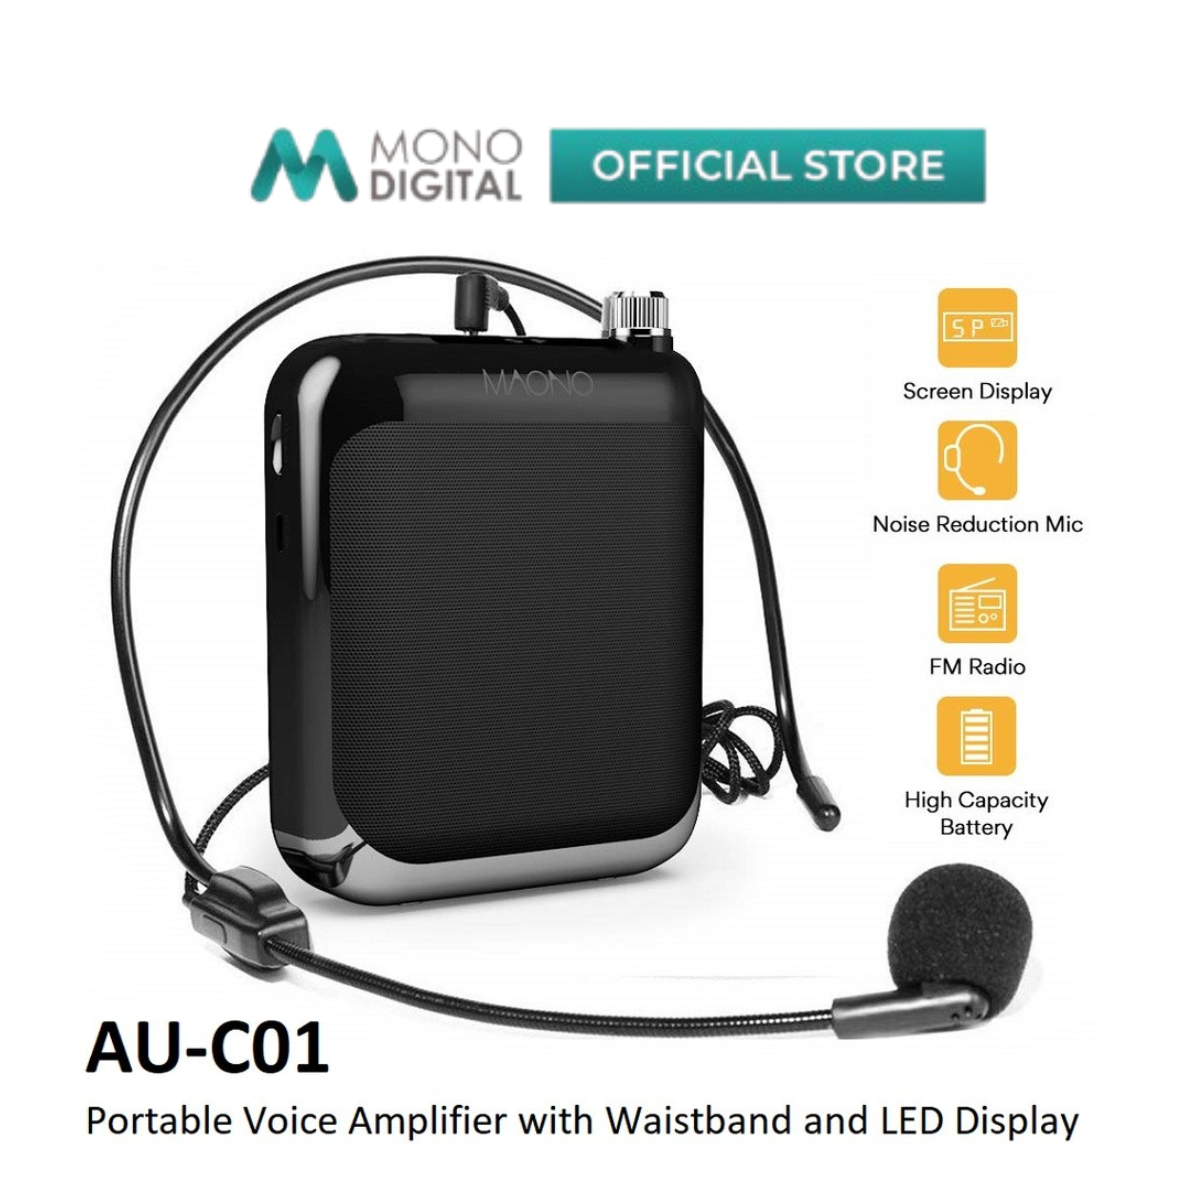 MONO
DIGITAL
OFFICIAL STORE
MAONO
SP
Screen Display
Noise Reduction Mic
FM Radio
High Capacity
Battery
AU-C01
Portable Voice Amplifier with Waistband and LED Display